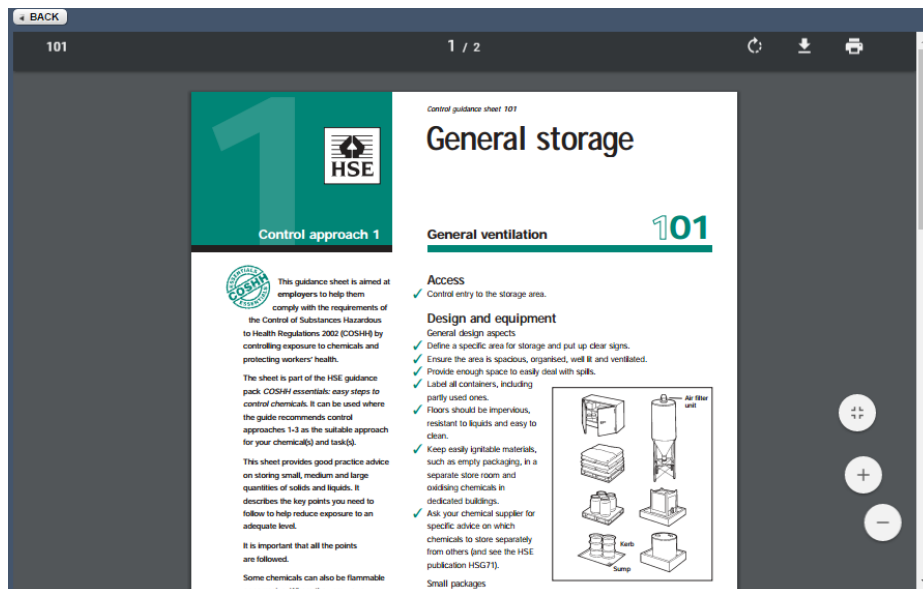 BACK
101
1 / 2
1
HSE
Control approach 1
Control guidance sheet 101
General storage
General ventilation
101
COSHH
ESSENTIALS
ESSENTIALS
This guidance sheet is aimed at
employers to help them
comply with the requirements of
the Control of Substances Hazardous
to Health Regulations 2002 (COSHH) by
controlling exposure to chemicals and
protecting workers' health.
The sheet is part of the HSE guidance
pack COSHH essentials: easy steps to
control chemicals. It can be used where
the guide recommends control
approaches 1-3 as the suitable approach
for your chemical(s) and task(s).
This sheet provides good practice advice
on storing small, medium and large
quantities of solids and liquids. It
describes the key points you need to
follow to help reduce exposure to an
adequate level.
It is important that all the points
are followed.
Some chemicals can also be flammable
Access
✓ Control entry to the storage area.
Design and equipment
General design aspects
✓ Define a specific area for storage and put up clear signs.
✓ Ensure the area is spacious, organised, well lit and ventilated.
✓ Provide enough space to easily deal with spills.
✓ Label all containers, including
partly used ones.
✓ Floors should be impervious,
resistant to liquids and easy to
clean.
✓ Keep easily ignitable materials,
such as empty packaging, in a
separate store room and
oxidising chemicals in
dedicated buildings.
✓ Ask your chemical supplier for
specific advice on which
chemicals to store separately
from others (and see the HSE
publication HSG71).
Small packages
Air filter
unit
Kerb
Sump